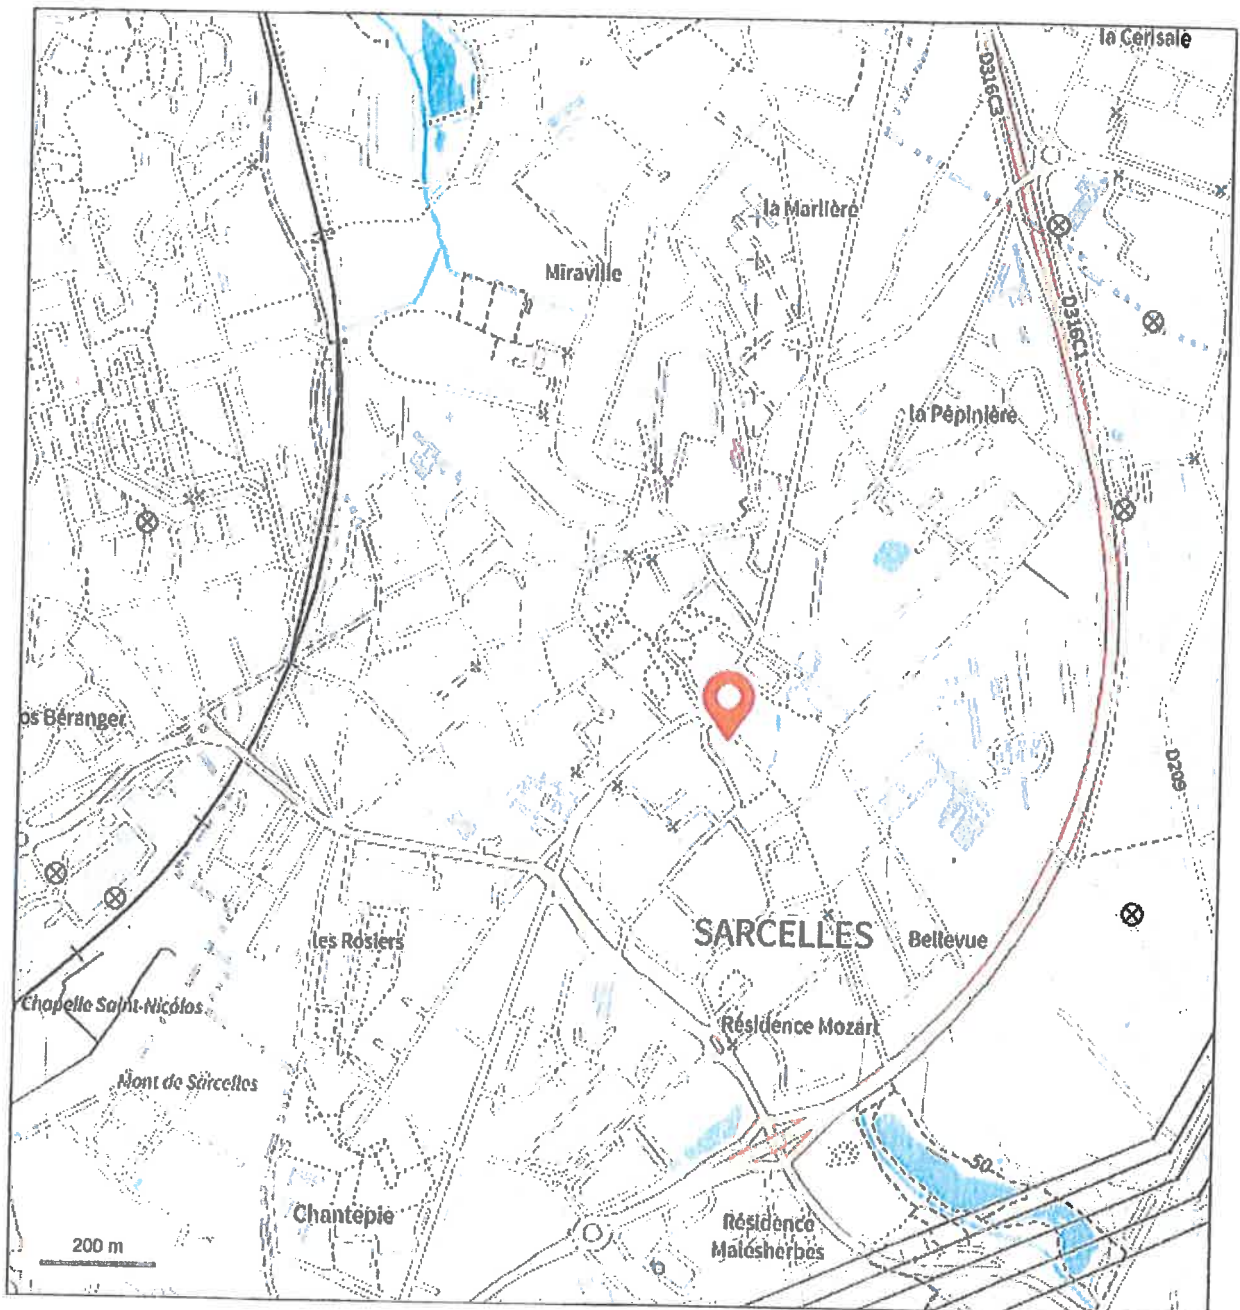 la Cerisaie
D316C3
la Marlière
Miraville
D316C1
la Pépinière
os Béranger
D209
SARCELLES
Bellevue
les Rosiers
Chapelle Saint-Nicolas
Résidence Mozart
Mont de Sarcelles
50
Chantepie
Résidence
Malesherbes
200 m